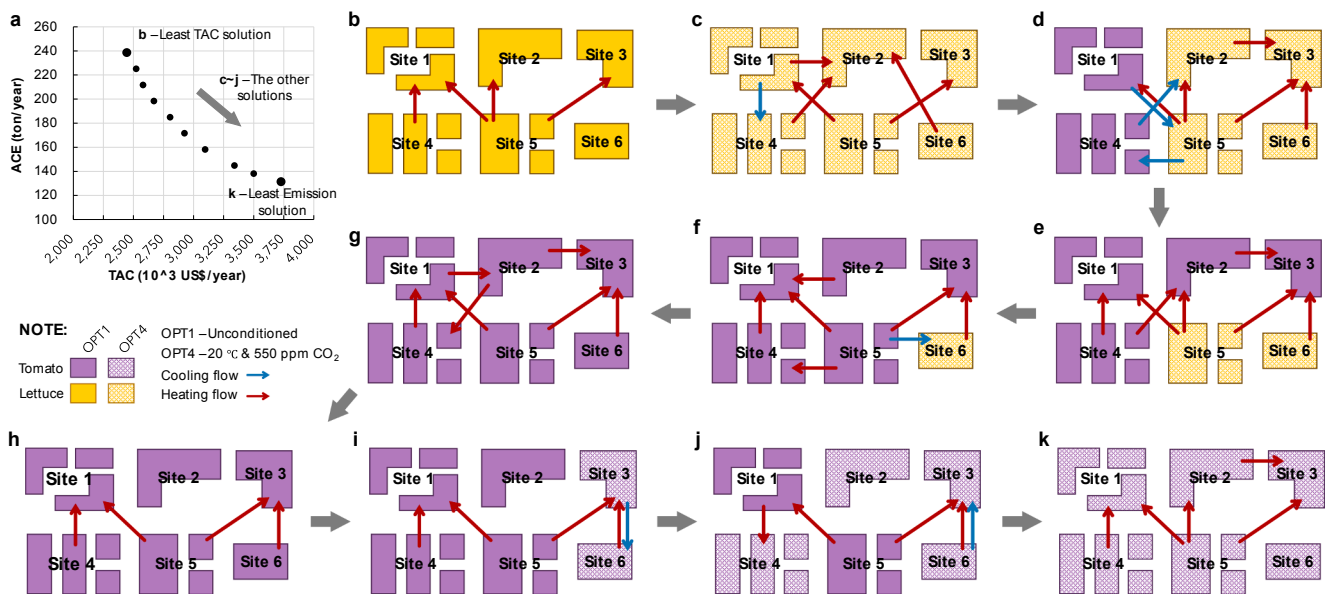 a
260
240
220
200
180
160
140
120
100
ACE (ton/year)
b –Least TAC solution
c~j –The other
solutions
k –Least Emission
solution
2,000
2,250
2,500
2,750
3,000
3,250
3,500
3,750
4,000
TAC (10^3 US$/year)
b
Site 1
Site 2
Site 3
Site 4
Site 5
Site 6
c
Site 1
Site 2
Site 3
Site 4
Site 5
Site 6
d
Site 1
Site 2
Site 3
Site 4
Site 5
Site 6
g
Site 1
Site 2
Site 3
Site 4
Site 5
Site 6
f
Site 1
Site 2
Site 3
Site 4
Site 5
Site 6
e
Site 1
Site 2
Site 3
Site 4
Site 5
Site 6
NOTE:
OPT1
OPT4
Tomato
Lettuce
OPT1 –Unconditioned
OPT4 –20 ℃ & 550 ppm CO₂
Cooling flow
Heating flow
h
Site 1
Site 2
Site 3
Site 4
Site 5
Site 6
i
Site 1
Site 2
Site 3
Site 4
Site 5
Site 6
j
Site 1
Site 2
Site 3
Site 4
Site 5
Site 6
k
Site 1
Site 2
Site 3
Site 4
Site 5
Site 6